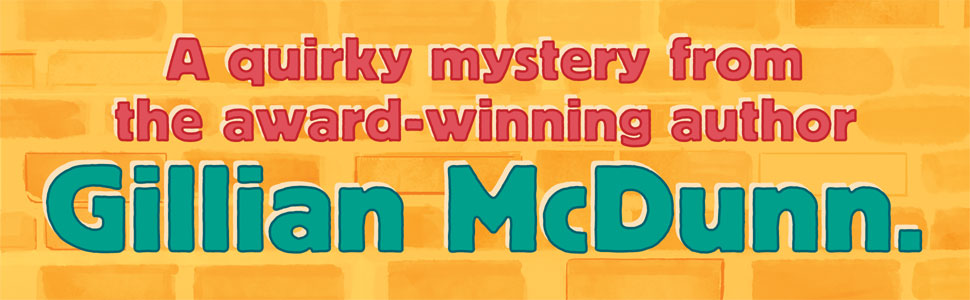 A quirky mystery from
the award-winning author
Gillian McDunn.